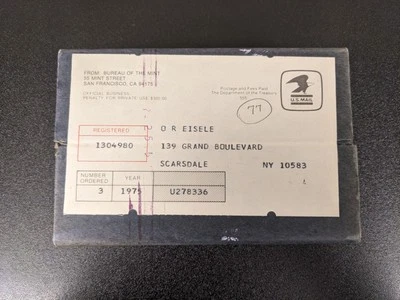 FROM: BUREAU OF THE MINT
55 MINT STREET
SAN FRANCISCO, CA 94175
OFFICIAL BUSINESS
PENALTY FOR PRIVATE USE $300.00
Postage and Fees Paid
The Department of the Treasury
U.S. MAIL
77
REGISTERED
1304980
O R EISELE
139 GRAND BOULEVARD
SCARSDALE NY 10583
NUMBER ORDERED YEAR
3 1975 U278336